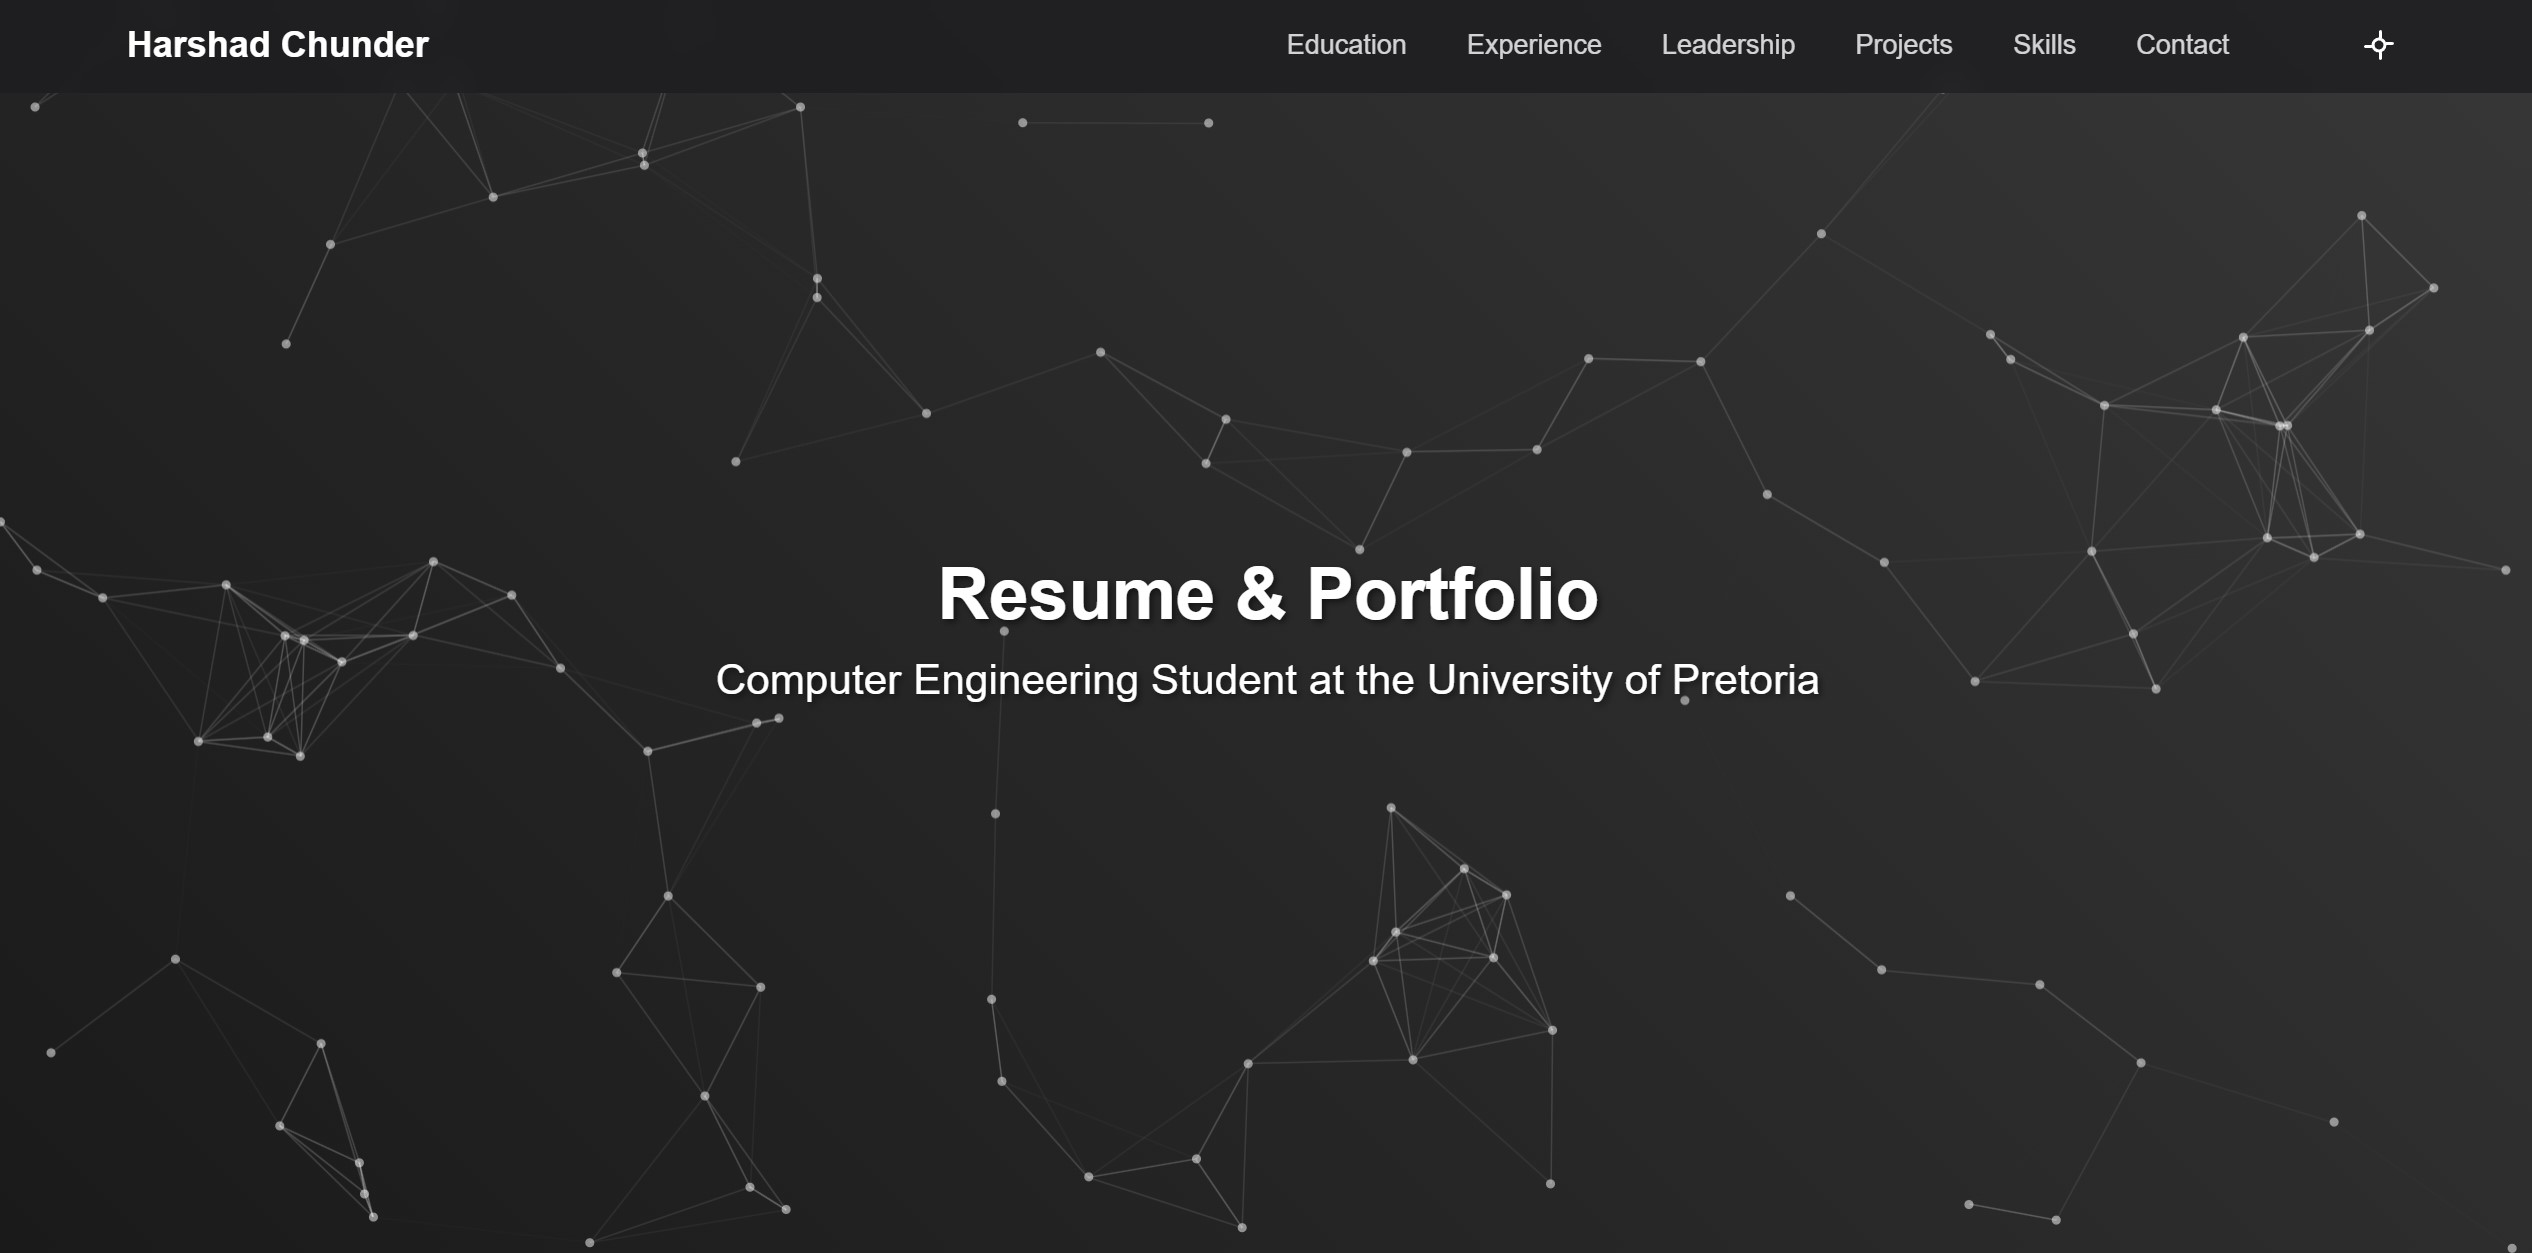 Harshad Chunder
Education Experience Leadership Projects Skills Contact
Resume & Portfolio
Computer Engineering Student at the University of Pretoria